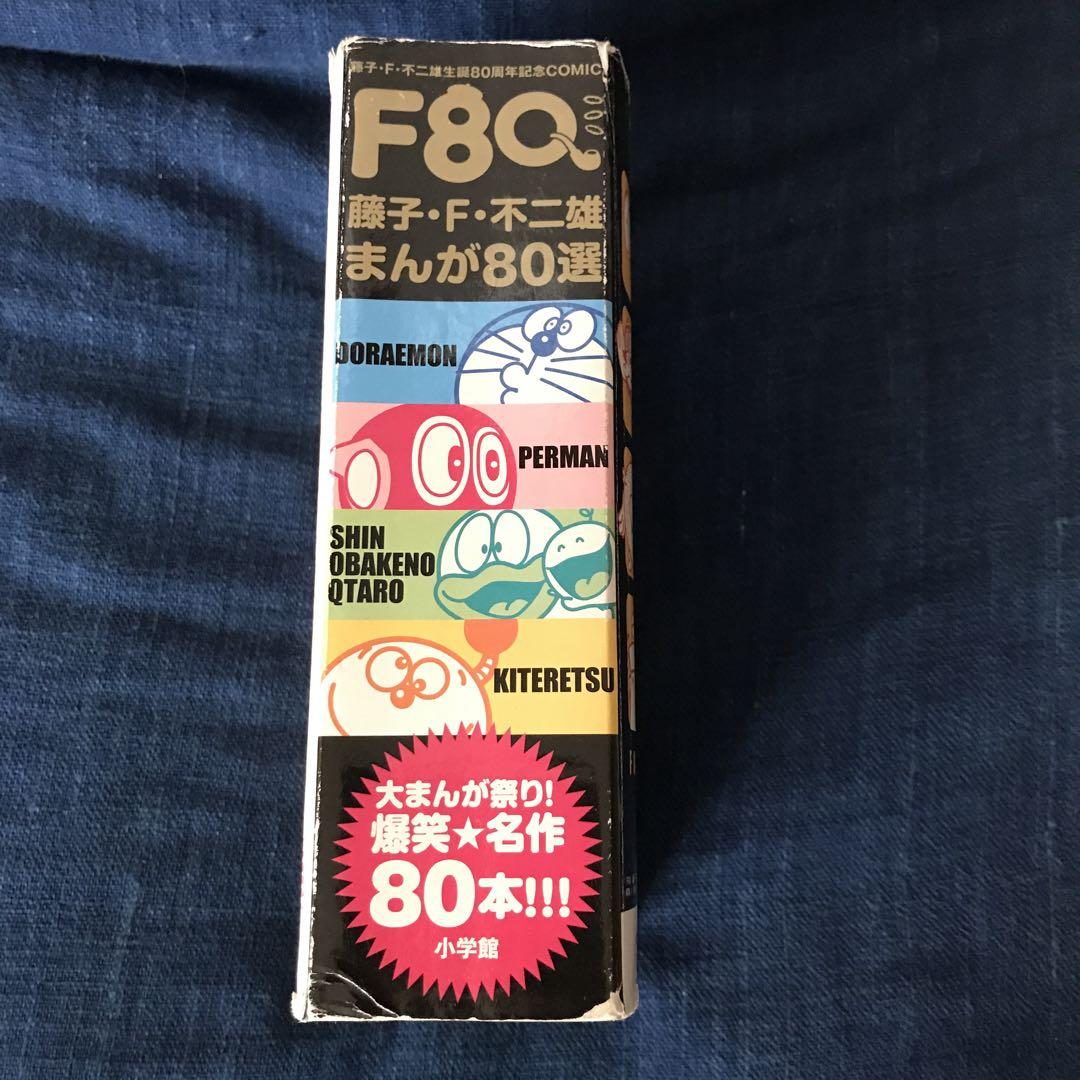 藤子・F・不二雄生誕80周年記念COMIC
F80
藤子・F・不二雄
まんが80選
DORAEMON
PERMAN
SHIN
OBAKENO
QTARO
KITERETSU
大まんが祭り!
爆笑★名作
80本!!!
小学館